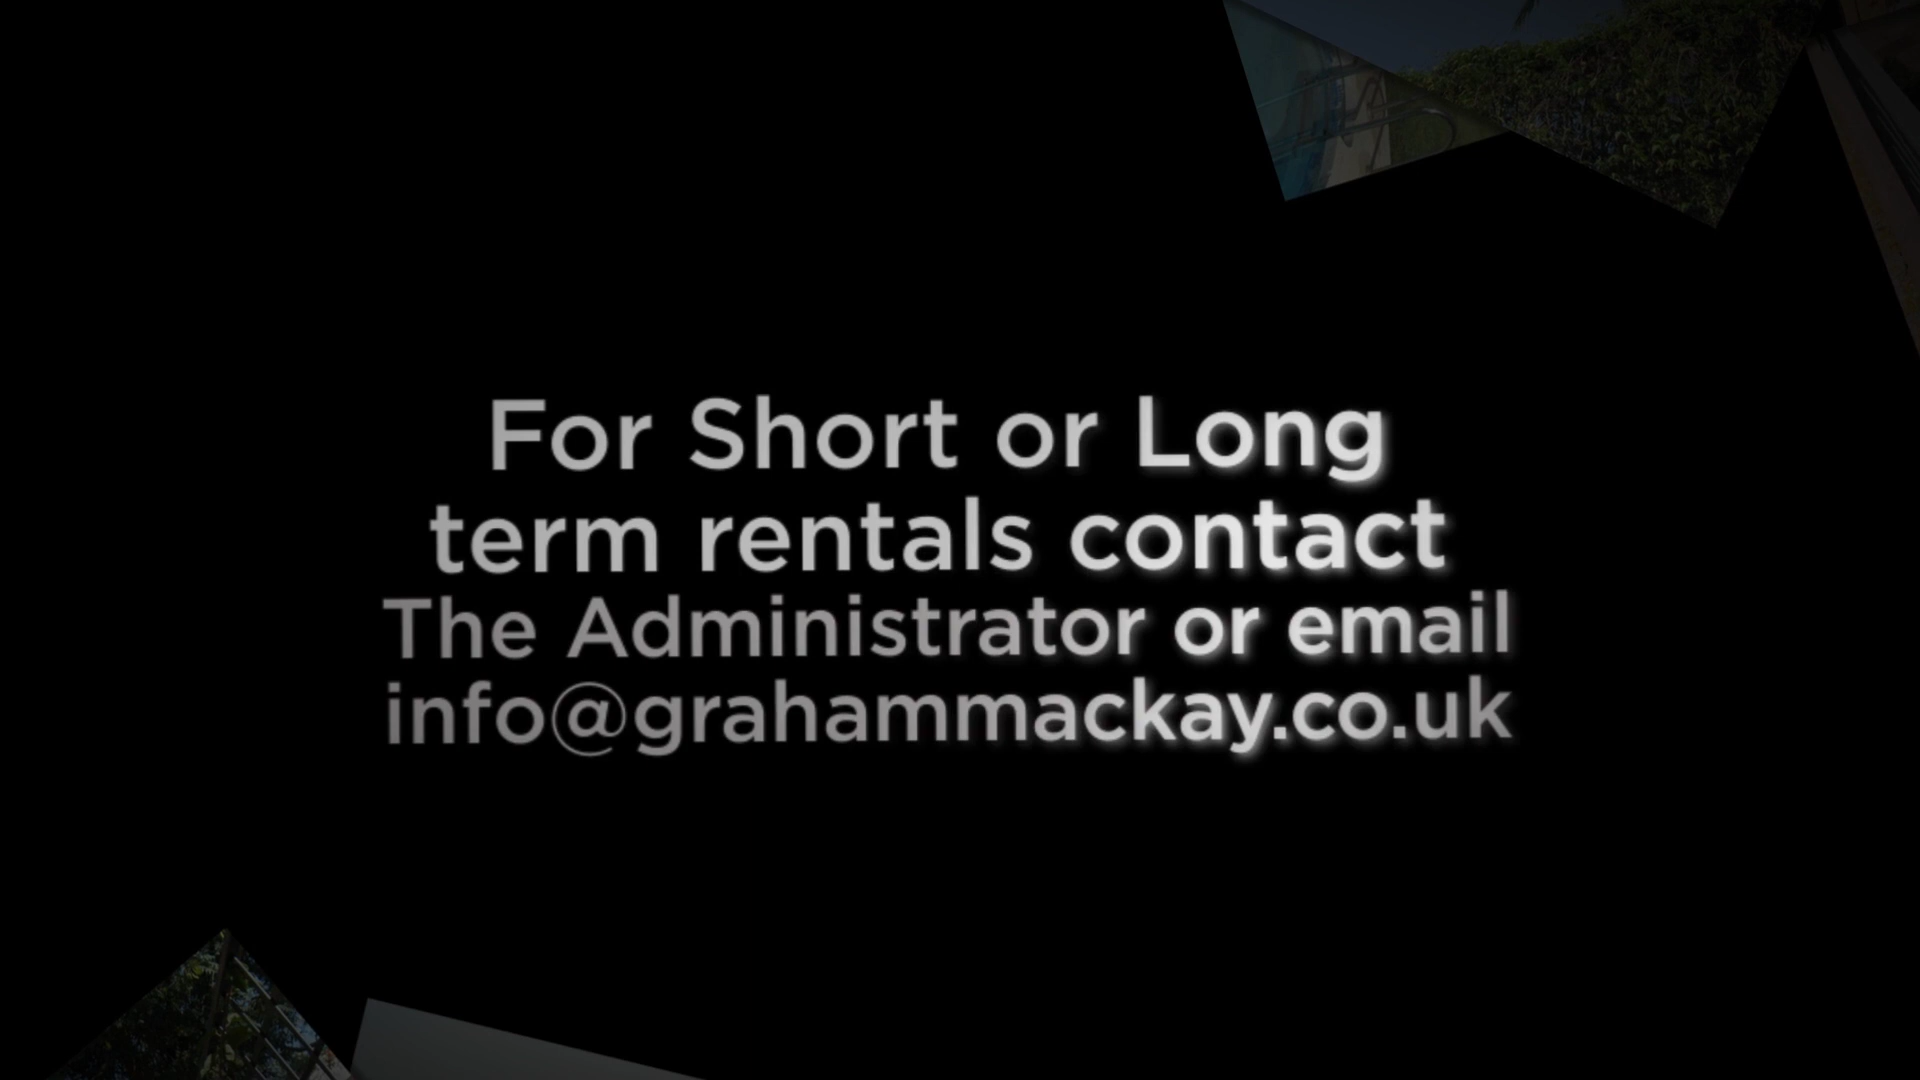 For Short or Long
term rentals contact
The Administrator or email
info@grahammackay.co.uk